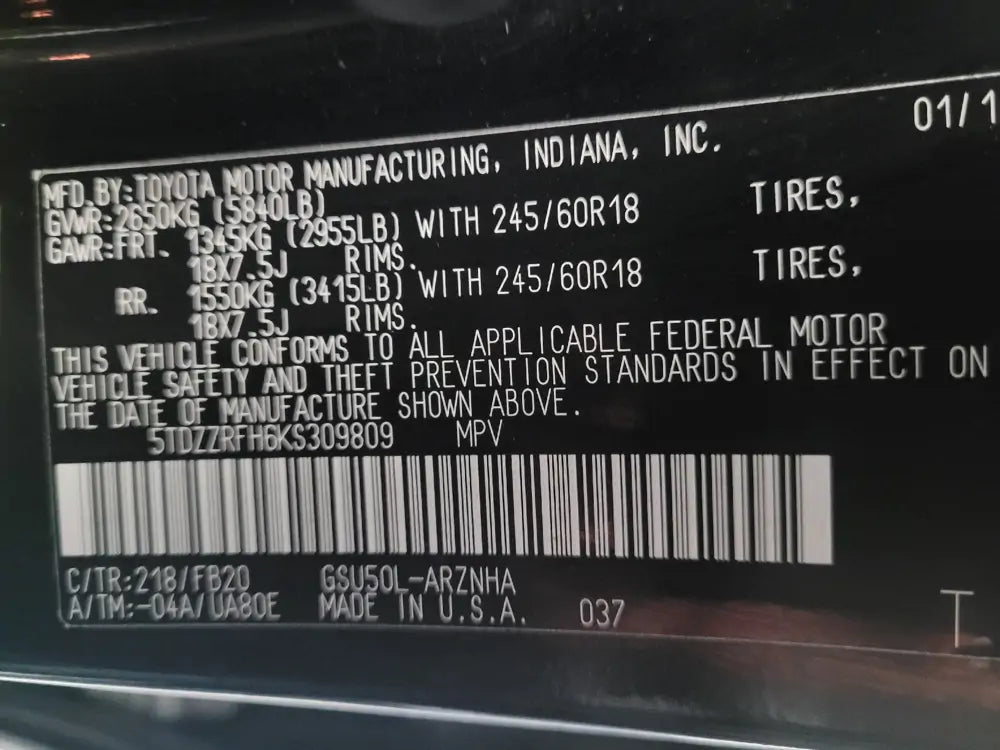 01/1
MFD.BY:TOYOTA MOTOR MANUFACTURING, INDIANA, INC.
GVWR:2650KG (5840LB)
GAWR:FRT. 1345KG (2955LB) WITH 245/60R18 TIRES,
18X7.5J RIMS.
RR. 1550KG (3415LB) WITH 245/60R18 TIRES,
18X7.5J RIMS.
THIS VEHICLE CONFORMS TO ALL APPLICABLE FEDERAL MOTOR
VEHICLE SAFETY AND THEFT PREVENTION STANDARDS IN EFFECT ON
THE DATE OF MANUFACTURE SHOWN ABOVE.
5TDZZRFH6KS309809 MPV
C/TR:218/FB20 GSU50L-ARZNHA
A/TM:-04A/UA80E MADE IN U.S.A. 037
T